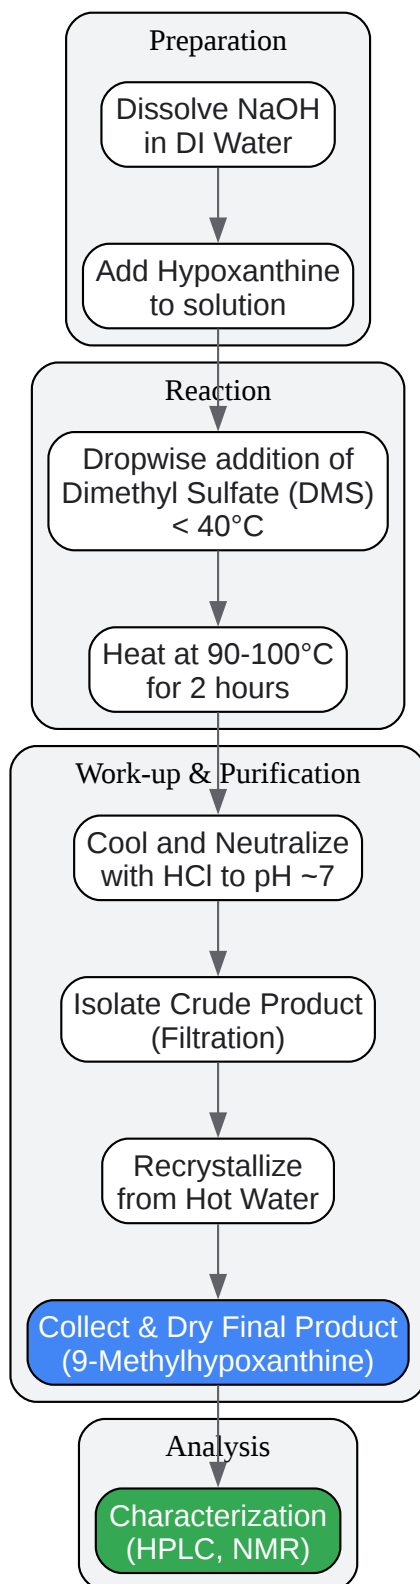 Preparation
Dissolve NaOH
in DI Water
Add Hypoxanthine
to solution
Reaction
Dropwise addition of
Dimethyl Sulfate (DMS)
< 40°C
Heat at 90-100°C
for 2 hours
Work-up & Purification
Cool and Neutralize
with HCl to pH ~7
Isolate Crude Product
(Filtration)
Recrystallize
from Hot Water
Collect & Dry Final Product
(9-Methylhypoxanthine)
Analysis
Characterization
(HPLC, NMR)